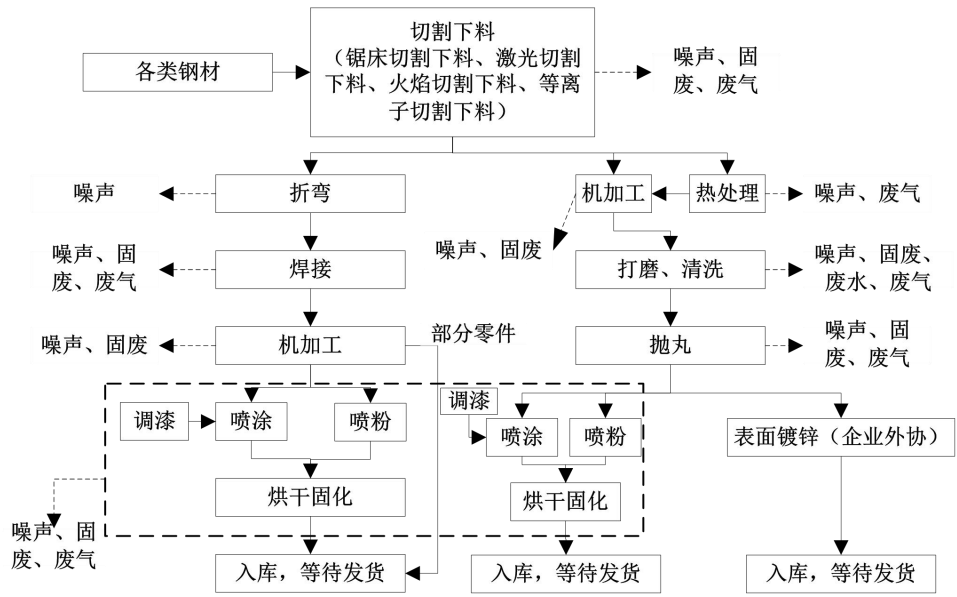 切割下料
（锯床切割下料、激光切割
下料、火焰切割下料、等离
子切割下料）
各类钢材
噪声、固
废、废气
噪声
折弯
机加工
热处理
噪声、废气
噪声、固废
噪声、固
废、废气
焊接
打磨、清洗
噪声、固废、
废水、废气
噪声、固废
机加工
部分零件
抛丸
噪声、固
废、废气
调漆
喷涂
喷粉
调漆
喷涂
喷粉
表面镀锌（企业外协）
烘干固化
烘干固化
噪声、固
废、废气
入库，等待发货
入库，等待发货
入库，等待发货